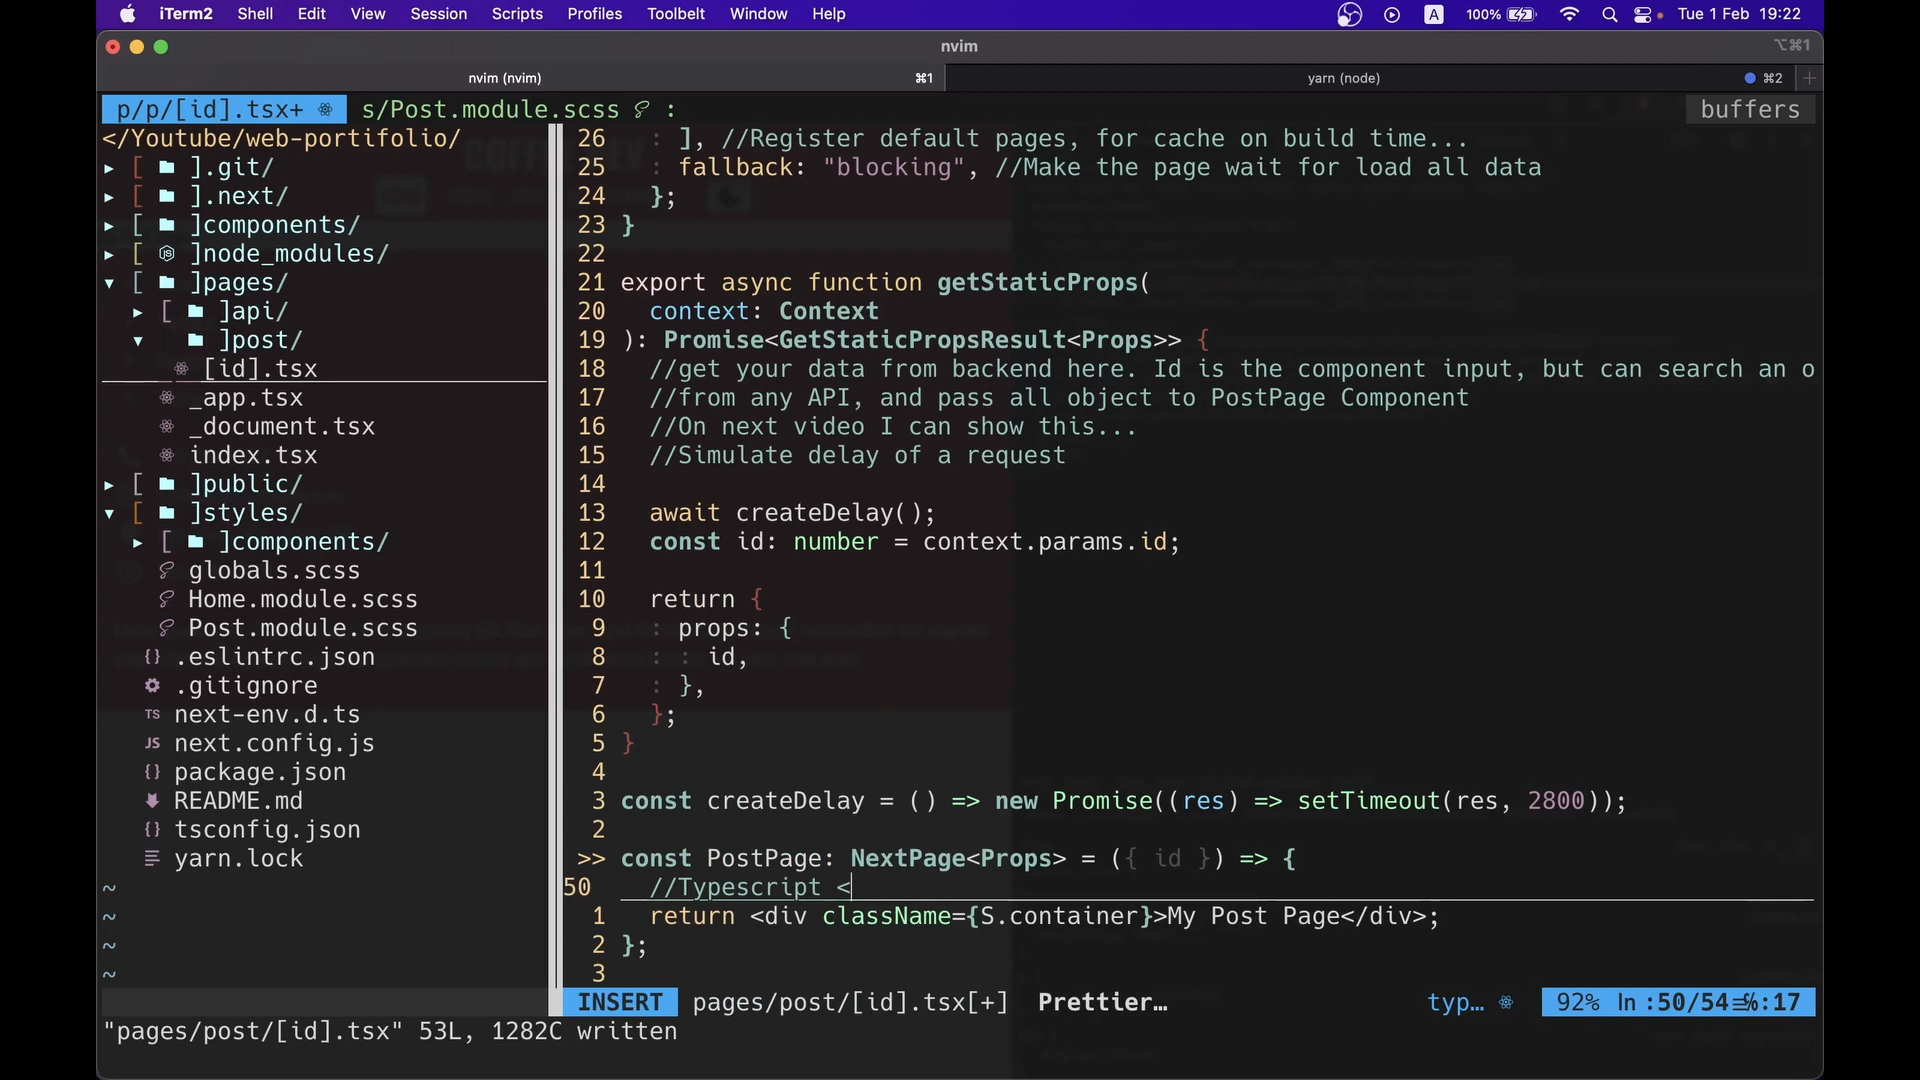 iTerm2 Shell Edit View Session Scripts Profiles Toolbelt Window Help A 100% Tue 1 Feb 19:22
nvim ⌥⌘1
nvim (nvim) ⌘1 yarn (node) ⌘2 +
p/p/[id].tsx+ s/Post.module.scss : buffers
</Youtube/web-portifolio/
▸ [ ].git/
▸ [ ].next/
▸ [ ]components/
▸ [ ]node_modules/
▾ [ ]pages/
▸ [ ]api/
▾ ]post/
[id].tsx
_app.tsx
_document.tsx
index.tsx
▸ [ ]public/
▾ [ ]styles/
▸ [ ]components/
globals.scss
Home.module.scss
Post.module.scss
{} .eslintrc.json
.gitignore
TS next-env.d.ts
JS next.config.js
{} package.json
README.md
{} tsconfig.json
yarn.lock
~
~
~
~
26 ], //Register default pages, for cache on build time...
25 fallback: "blocking", //Make the page wait for load all data
24 };
23 }
22
21 export async function getStaticProps(
20 context: Context
19 ): Promise<GetStaticPropsResult<Props>> {
18 //get your data from backend here. Id is the component input, but can search an o
17 //from any API, and pass all object to PostPage Component
16 //On next video I can show this...
15 //Simulate delay of a request
14
13 await createDelay();
12 const id: number = context.params.id;
11
10 return {
9 props: {
8 id,
7 },
6 };
5 }
4
3 const createDelay = () => new Promise((res) => setTimeout(res, 2800));
2
>> const PostPage: NextPage<Props> = ({ id }) => {
50 //Typescript <
1 return <div className={S.container}>My Post Page</div>;
2 };
3
INSERT pages/post/[id].tsx[+] Prettier… typ… 92% ln :50/54≡%:17
"pages/post/[id].tsx" 53L, 1282C written